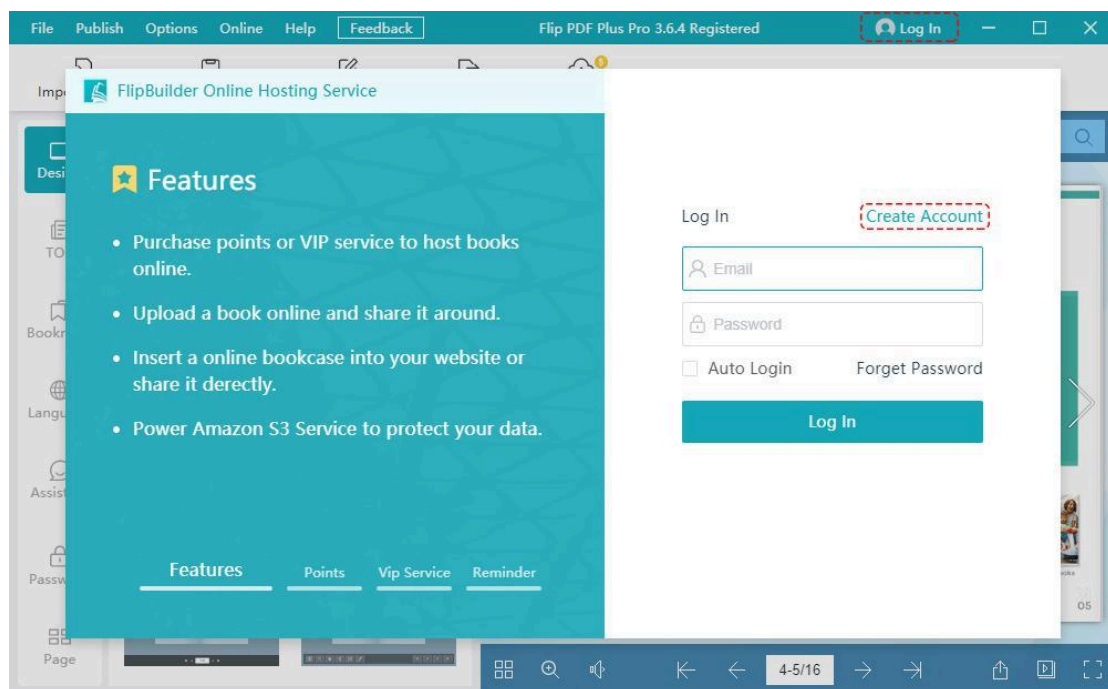 File Publish Options Online Help Feedback Flip PDF Plus Pro 3.6.4 Registered Log In
FlipBuilder Online Hosting Service
Features
• Purchase points or VIP service to host books
online.
• Upload a book online and share it around.
• Insert a online bookcase into your website or
share it derectly.
• Power Amazon S3 Service to protect your data.
Features Points Vip Service Reminder
Log In Create Account
Email
Password
Auto Login Forget Password
Log In
05
Page
4-5/16